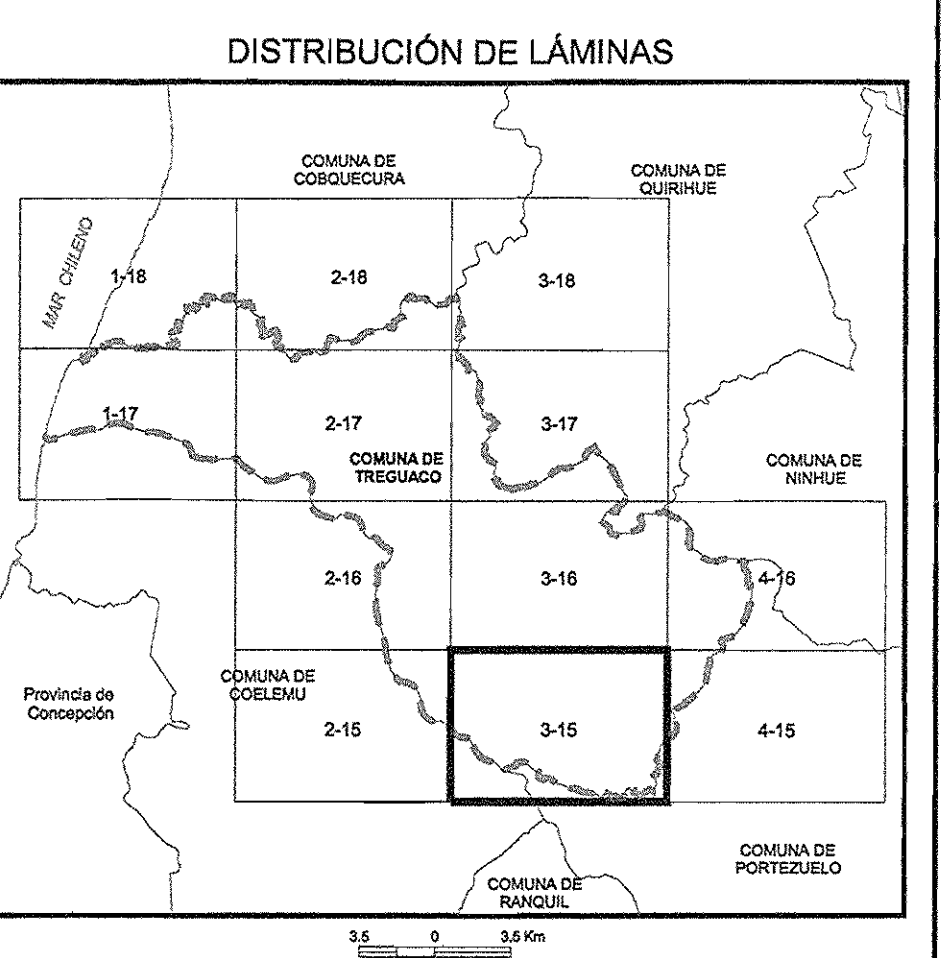 DISTRIBUCIÓN DE LÁMINAS
COMUNA DE
COBQUECURA
COMUNA DE
QUIRIHUE
MAR CHILENO
1-18
2-18
3-18
1-17
2-17
3-17
COMUNA DE
TREGUACO
COMUNA DE
NINHUE
2-16
3-16
4-16
Provincia de
Concepción
COMUNA DE
COELEMU
2-15
3-15
4-15
COMUNA DE
PORTEZUELO
COMUNA DE
RANQUIL
3.5 0 3.5 Km